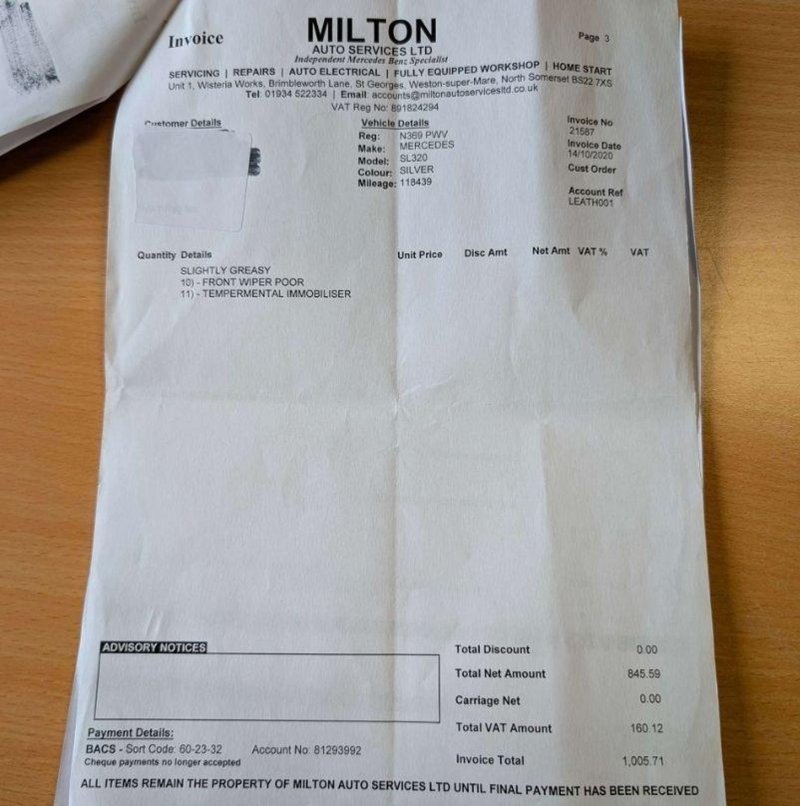 Invoice
MILTON
Page 3
AUTO SERVICES LTD
Independent Mercedes Benz Specialist
SERVICING | REPAIRS | AUTO ELECTRICAL | FULLY EQUIPPED WORKSHOP | HOME START
Unit 1, Wisteria Works, Brimbleworth Lane, St Georges, Weston-super-Mare, North Somerset BS22 7XS
Tel: 01934 522334 | Email: accounts@miltonautoservicesltd.co.uk
VAT Reg No: 891824294
Customer Details
Vehicle Details
Reg: N369 PWV
Make: MERCEDES
Model: SL320
Colour: SILVER
Mileage: 118439
Invoice No
21587
Invoice Date
14/10/2020
Cust Order
Account Ref
LEATH001
Quantity Details Unit Price Disc Amt Net Amt VAT % VAT
SLIGHTLY GREASY
10) - FRONT WIPER POOR
11) - TEMPERMENTAL IMMOBILISER
ADVISORY NOTICES
Total Discount 0.00
Total Net Amount 845.59
Carriage Net 0.00
Total VAT Amount 160.12
Invoice Total 1,005.71
Payment Details:
BACS - Sort Code: 60-23-32 Account No: 81293992
Cheque payments no longer accepted
ALL ITEMS REMAIN THE PROPERTY OF MILTON AUTO SERVICES LTD UNTIL FINAL PAYMENT HAS BEEN RECEIVED